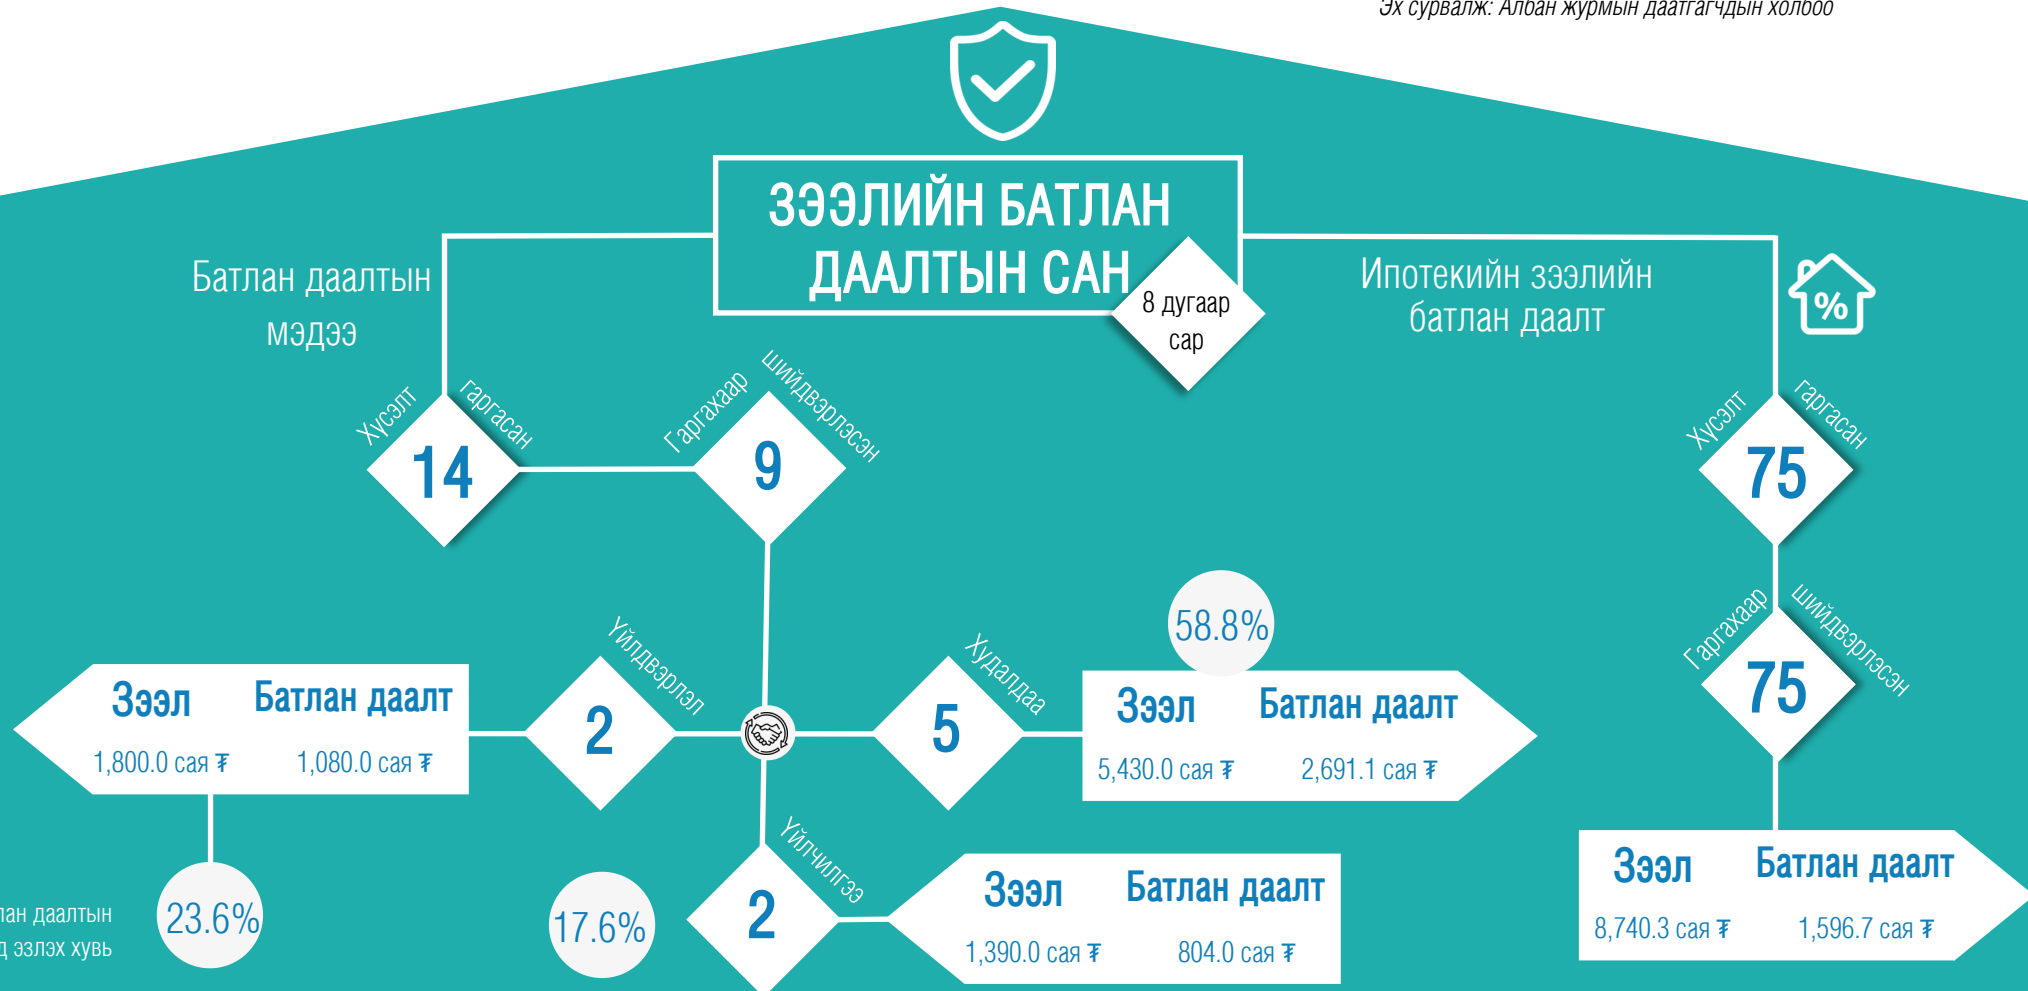 Эх сурвалж: Албан журмын даатгагчдын холбоо
ЗЭЭЛИЙН БАТЛАН
ДААЛТЫН САН
8 дугаар
сар
Батлан даалтын
мэдээ
Хүсэлт гаргасан
14
Гаргахаар шийдвэрлэсэн
9
Үйлдвэрлэл
2
Зээл Батлан даалт
1,800.0 сая ₮ 1,080.0 сая ₮
23.6%
Худалдаа
5
58.8%
Зээл Батлан даалт
5,430.0 сая ₮ 2,691.1 сая ₮
Үйлчилгээ
2
17.6%
Зээл Батлан даалт
1,390.0 сая ₮ 804.0 сая ₮
даалтын
эзлэх хувь
Ипотекийн зээлийн
батлан даалт
%
Хүсэлт гаргасан
75
Гаргахаар шийдвэрлэсэн
75
Зээл Батлан даалт
8,740.3 сая ₮ 1,596.7 сая ₮